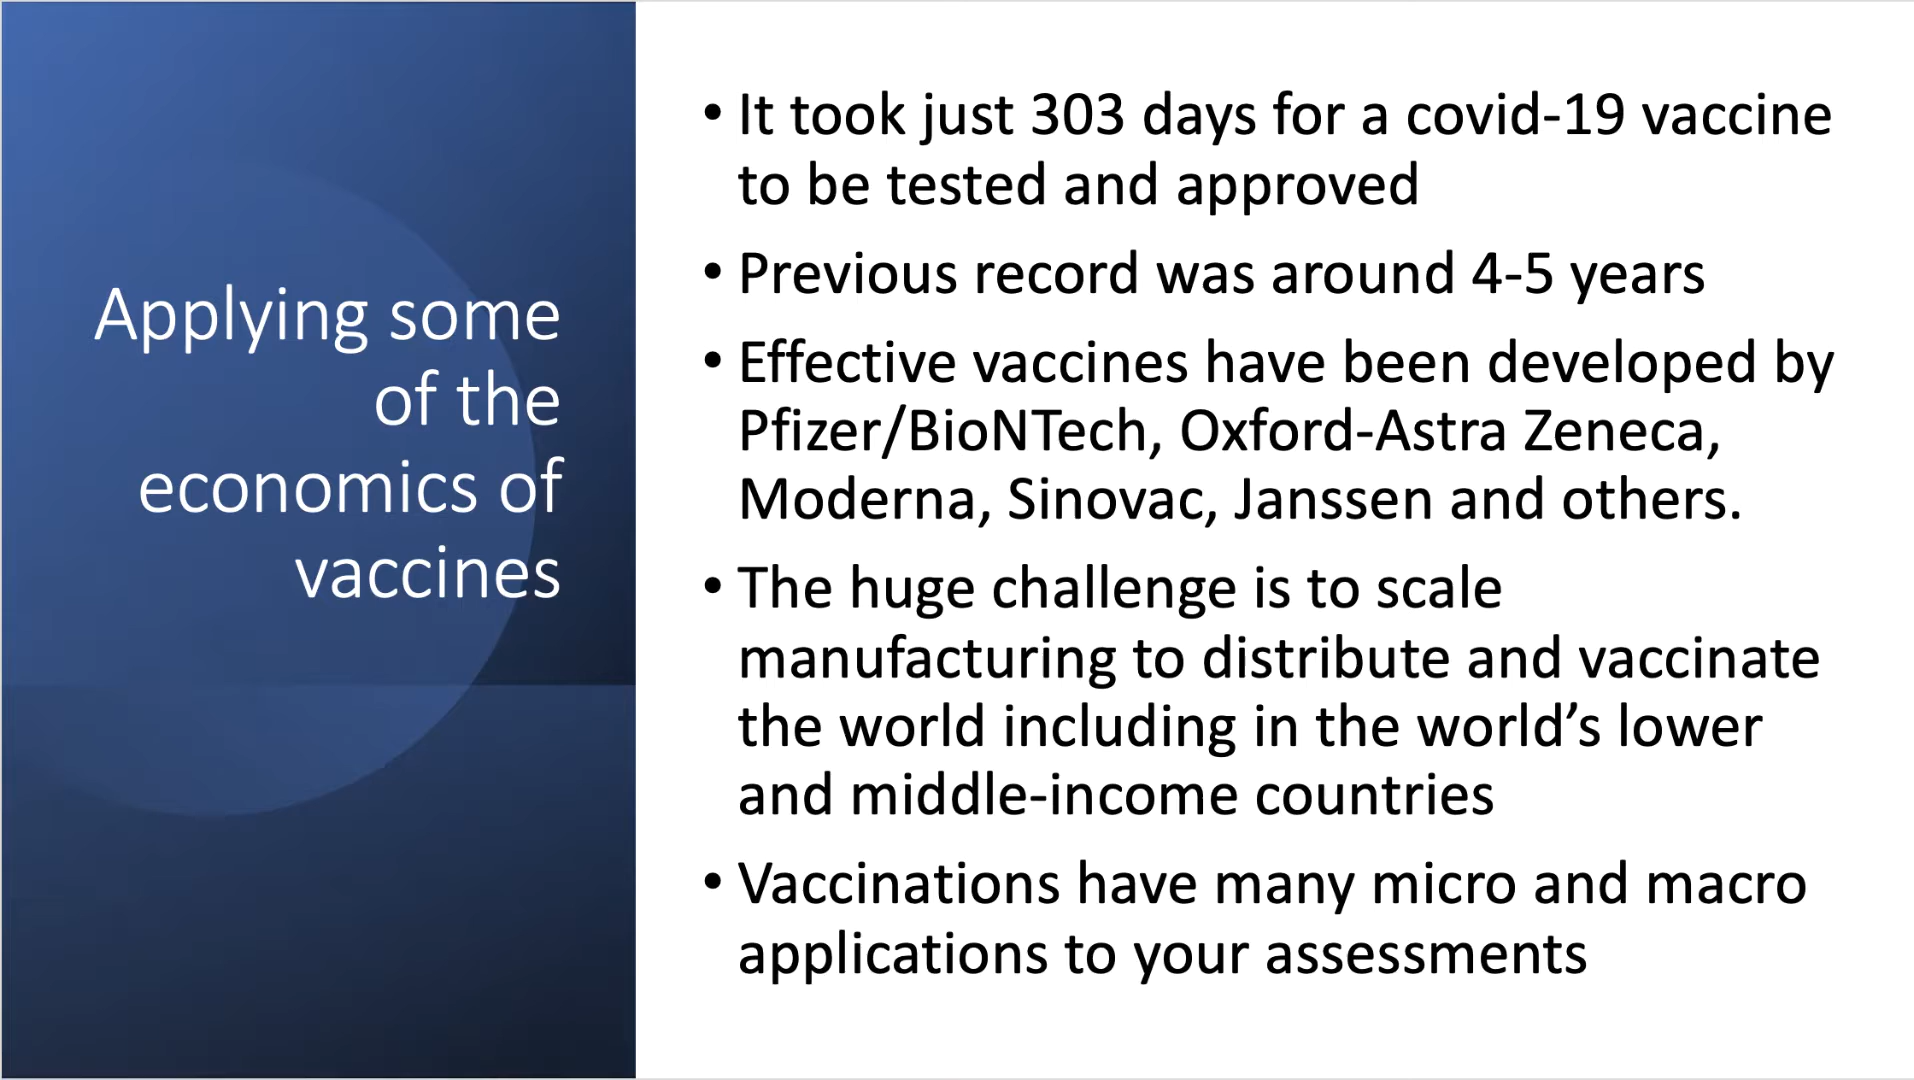 Applying some
of the
economics of
vaccines
• It took just 303 days for a covid-19 vaccine
to be tested and approved
• Previous record was around 4-5 years
• Effective vaccines have been developed by
Pfizer/BioNTech, Oxford-Astra Zeneca,
Moderna, Sinovac, Janssen and others.
• The huge challenge is to scale
manufacturing to distribute and vaccinate
the world including in the world’s lower
and middle-income countries
• Vaccinations have many micro and macro
applications to your assessments